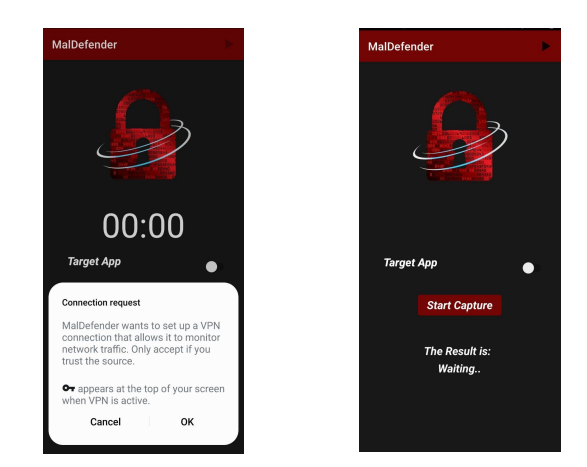 MalDefender
00:00
Target App
Connection request
MalDefender wants to set up a VPN
connection that allows it to monitor
network traffic. Only accept if you
trust the source.
appears at the top of your screen
when VPN is active.
Cancel OK
MalDefender
Target App
Start Capture
The Result is:
Waiting..